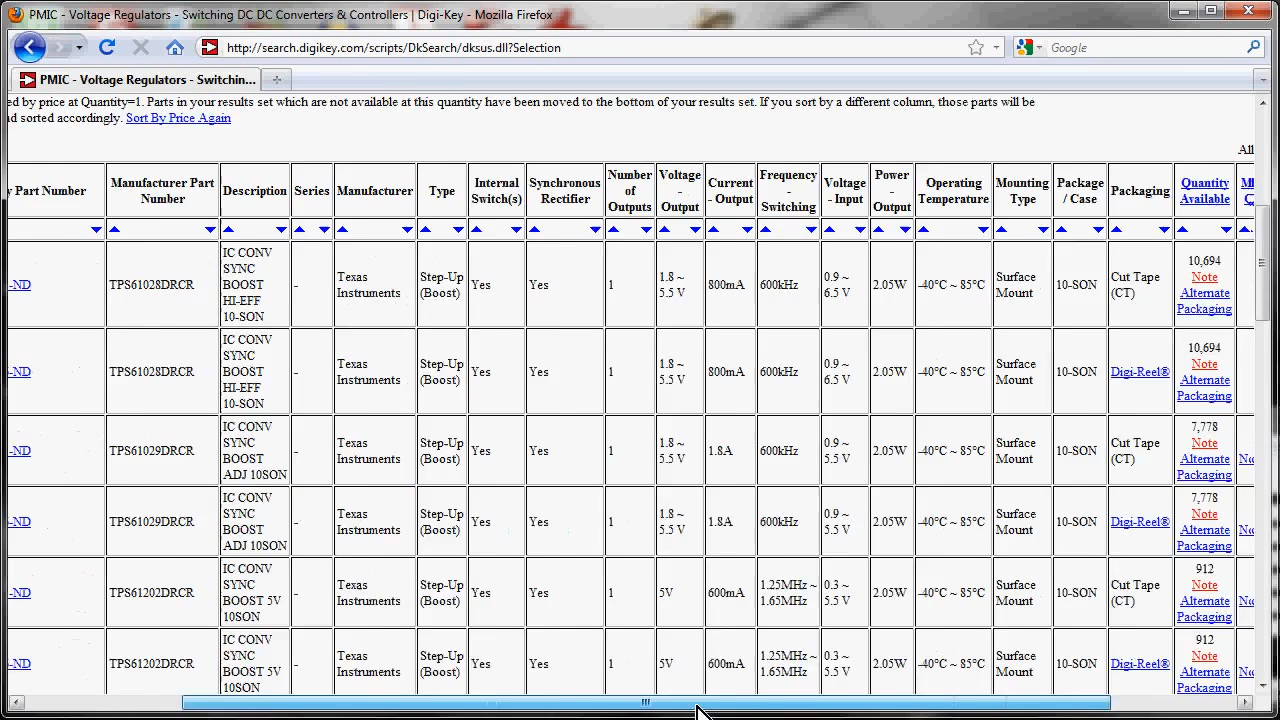 PMIC - Voltage Regulators - Switching DC DC Converters & Controllers | Digi-Key - Mozilla Firefox
http://search.digikey.com/scripts/DkSearch/dksus.dll?Selection
Google
PMIC - Voltage Regulators - Switchin...
ed by price at Quantity=1. Parts in your results set which are not available at this quantity have been moved to the bottom of your results set. If you sort by a different column, those parts will be
d sorted accordingly. Sort By Price Again
All
y Part Number
Manufacturer Part
Number
Description
Series
Manufacturer
Type
Internal
Switch(s)
Synchronous
Rectifier
Number
of
Outputs
Voltage
-
Output
Current
- Output
Frequency
-
Switching
Voltage
- Input
Power
-
Output
Operating
Temperature
Mounting
Type
Package
/ Case
Packaging
Quantity
Available
-ND
TPS61028DRCR
IC CONV
SYNC
BOOST
HI-EFF
10-SON
-
Texas
Instruments
Step-Up
(Boost)
Yes
Yes
1
1.8 ~
5.5 V
800mA
600kHz
0.9 ~
6.5 V
2.05W
-40°C ~ 85°C
Surface
Mount
10-SON
Cut Tape
(CT)
10,694
Note
Alternate
Packaging
-ND
TPS61028DRCR
IC CONV
SYNC
BOOST
HI-EFF
10-SON
-
Texas
Instruments
Step-Up
(Boost)
Yes
Yes
1
1.8 ~
5.5 V
800mA
600kHz
0.9 ~
6.5 V
2.05W
-40°C ~ 85°C
Surface
Mount
10-SON
Digi-Reel®
10,694
Note
Alternate
Packaging
-ND
TPS61029DRCR
IC CONV
SYNC
BOOST
ADJ 10SON
-
Texas
Instruments
Step-Up
(Boost)
Yes
Yes
1
1.8 ~
5.5 V
1.8A
600kHz
0.9 ~
5.5 V
2.05W
-40°C ~ 85°C
Surface
Mount
10-SON
Cut Tape
(CT)
7,778
Note
Alternate
Packaging
-ND
TPS61029DRCR
IC CONV
SYNC
BOOST
ADJ 10SON
-
Texas
Instruments
Step-Up
(Boost)
Yes
Yes
1
1.8 ~
5.5 V
1.8A
600kHz
0.9 ~
5.5 V
2.05W
-40°C ~ 85°C
Surface
Mount
10-SON
Digi-Reel®
7,778
Note
Alternate
Packaging
-ND
TPS61202DRCR
IC CONV
SYNC
BOOST 5V
10SON
-
Texas
Instruments
Step-Up
(Boost)
Yes
Yes
1
5V
600mA
1.25MHz ~
1.65MHz
0.3 ~
5.5 V
2.05W
-40°C ~ 85°C
Surface
Mount
10-SON
Cut Tape
(CT)
912
Note
Alternate
Packaging
-ND
TPS61202DRCR
IC CONV
SYNC
BOOST 5V
10SON
-
Texas
Instruments
Step-Up
(Boost)
Yes
Yes
1
5V
600mA
1.25MHz ~
1.65MHz
0.3 ~
5.5 V
2.05W
-40°C ~ 85°C
Surface
Mount
10-SON
Digi-Reel®
912
Note
Alternate
Packaging